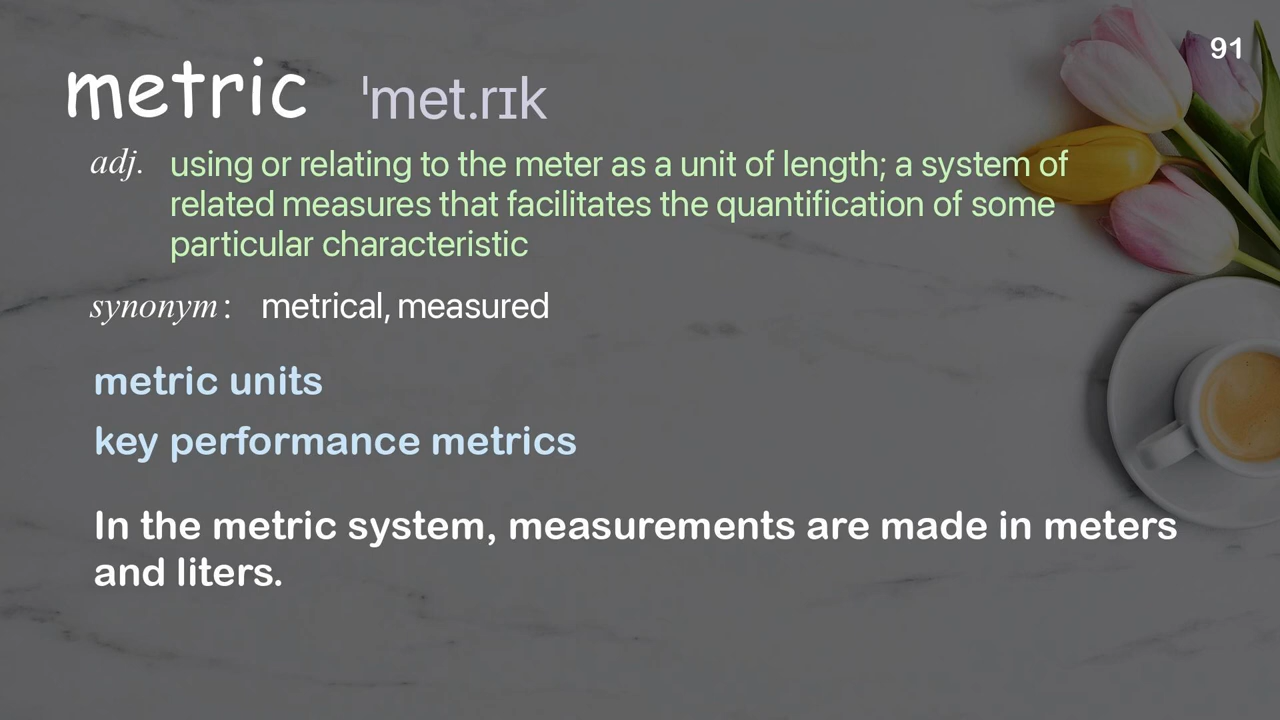 91
metric ˈmet.rɪk
adj. using or relating to the meter as a unit of length; a system of
related measures that facilitates the quantification of some
particular characteristic
synonym: metrical, measured
metric units
key performance metrics
In the metric system, measurements are made in meters
and liters.